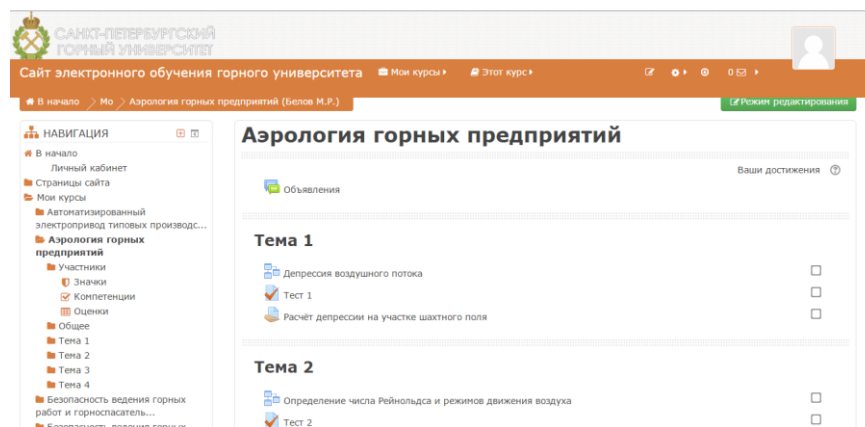 САНКТ-ПЕТЕРБУРГСКИЙ
ГОРНЫЙ УНИВЕРСИТЕТ
Сайт электронного обучения горного университета Мои курсы Этот курс 0
В начало Мо Аэрология горных предприятий (Белов М.Р.) Режим редактирования
НАВИГАЦИЯ
В начало
Личный кабинет
Страницы сайта
Мои курсы
Автоматизированный
электропривод типовых производс...
Аэрология горных
предприятий
Участники
Значки
Компетенции
Оценки
Общее
Тема 1
Тема 2
Тема 3
Тема 4
Безопасность ведения горных
работ и горноспасатель...
Безопасность ведения горных
Аэрология горных предприятий
Ваши достижения
Объявления
Тема 1
Депрессия воздушного потока
Тест 1
Расчёт депрессии на участке шахтного поля
Тема 2
Определение числа Рейнольдса и режимов движения воздуха
Тест 2